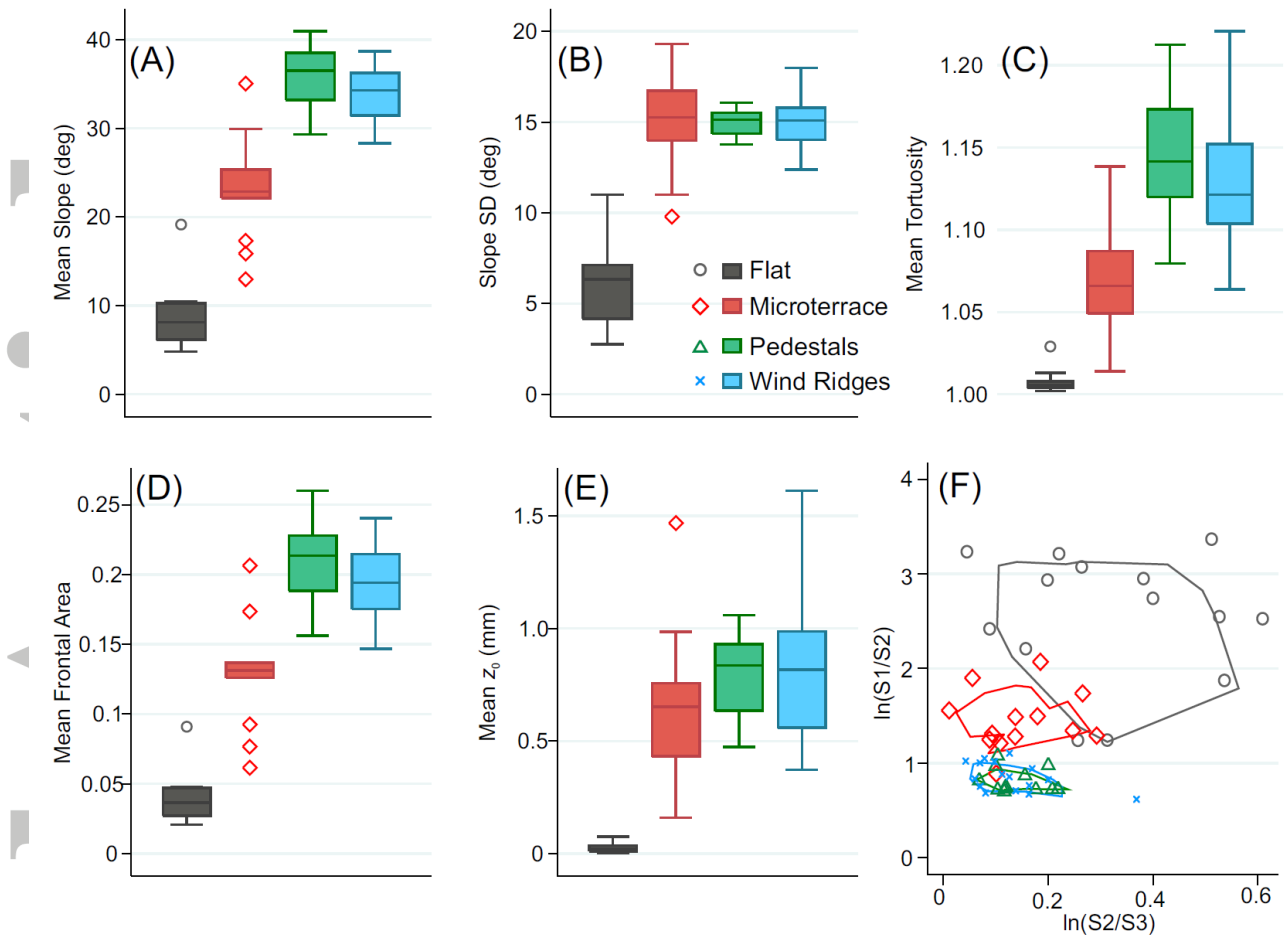 (A)
Mean Slope (deg)
40
30
20
10
0
(B)
Slope SD (deg)
20
15
10
5
0
Flat
Microterrace
Pedestals
Wind Ridges
(C)
Mean Tortuosity
1.20
1.15
1.10
1.05
1.00
(D)
Mean Frontal Area
0.25
0.2
0.15
0.1
0.05
0
(E)
Mean z₀ (mm)
1.5
1.0
0.5
0
(F)
ln(S1/S2)
4
3
2
1
0
0 0.2 0.4 0.6
ln(S2/S3)